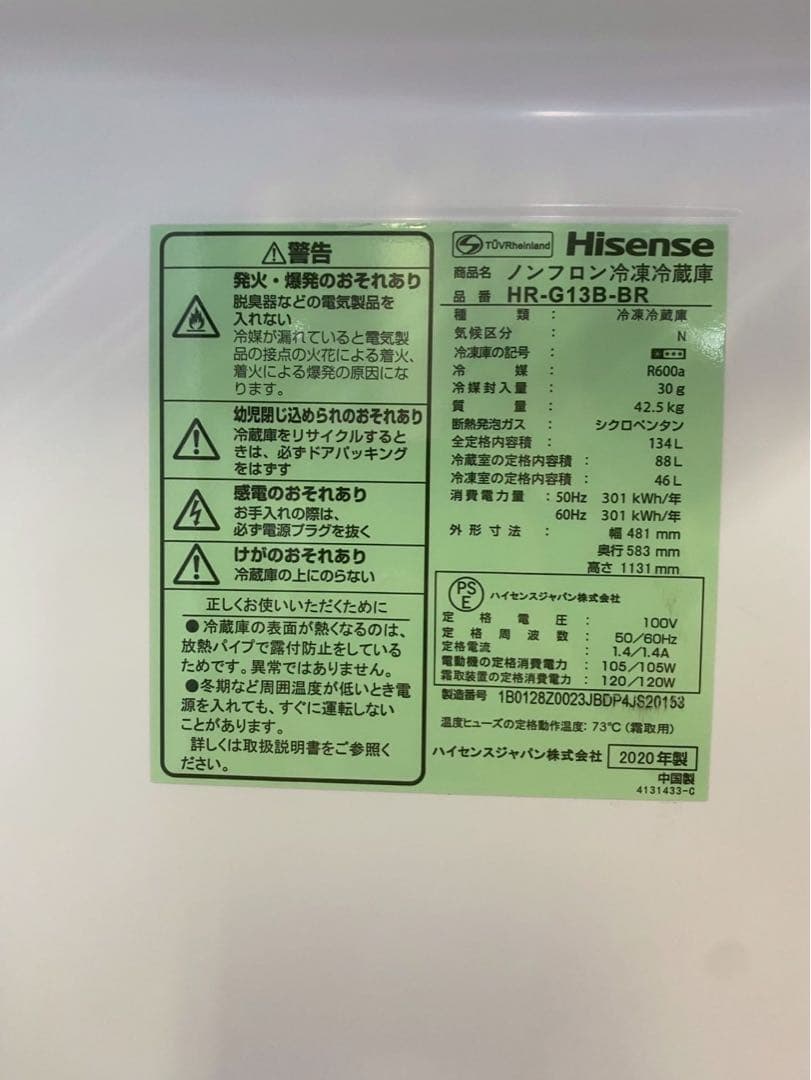 警告
発火・爆発のおそれあり
脱臭器などの電気製品を
入れない
冷媒が漏れていると電気製
品の接点の火花による着火、
着火による爆発の原因にな
ります。
幼児閉じ込められのおそれあり
冷蔵庫をリサイクルすると
きは、必ずドアパッキング
をはずす
感電のおそれあり
お手入れの際は、
必ず電源プラグを抜く
けがのおそれあり
冷蔵庫の上にのらない
正しくお使いいただくために
●冷蔵庫の表面が熱くなるのは、
放熱パイプで露付防止をしている
ためです。異常ではありません。
●冬期など周囲温度が低いとき電
源を入れても、すぐに運転しない
ことがあります。
詳しくは取扱説明書をご参照く
ださい。
TÜVRheinland Hisense
商品名 ノンフロン冷凍冷蔵庫
品番 HR-G13B-BR
種類： 冷凍冷蔵庫
気候区分： N
冷凍庫の記号：
冷媒： R600a
冷媒封入量： 30g
質量： 42.5kg
断熱発泡ガス： シクロペンタン
全定格内容積： 134L
冷蔵室の定格内容積： 88L
冷凍室の定格内容積： 46L
消費電力量：50Hz 301 kWh/年
60Hz 301 kWh/年
外形寸法： 幅 481 mm
奥行 583 mm
高さ 1131 mm
PSE ハイセンスジャパン株式会社
定格電圧： 100V
定格周波数： 50/60Hz
定格電流： 1.4/1.4A
電動機の定格消費電力： 105/105W
霜取装置の定格消費電力： 120/120W
製造番号 1B0128Z0023JBDP4JS20153
温度ヒューズの定格動作温度：73℃（霜取用）
ハイセンスジャパン株式会社 2020年製
中国製
4131433-C